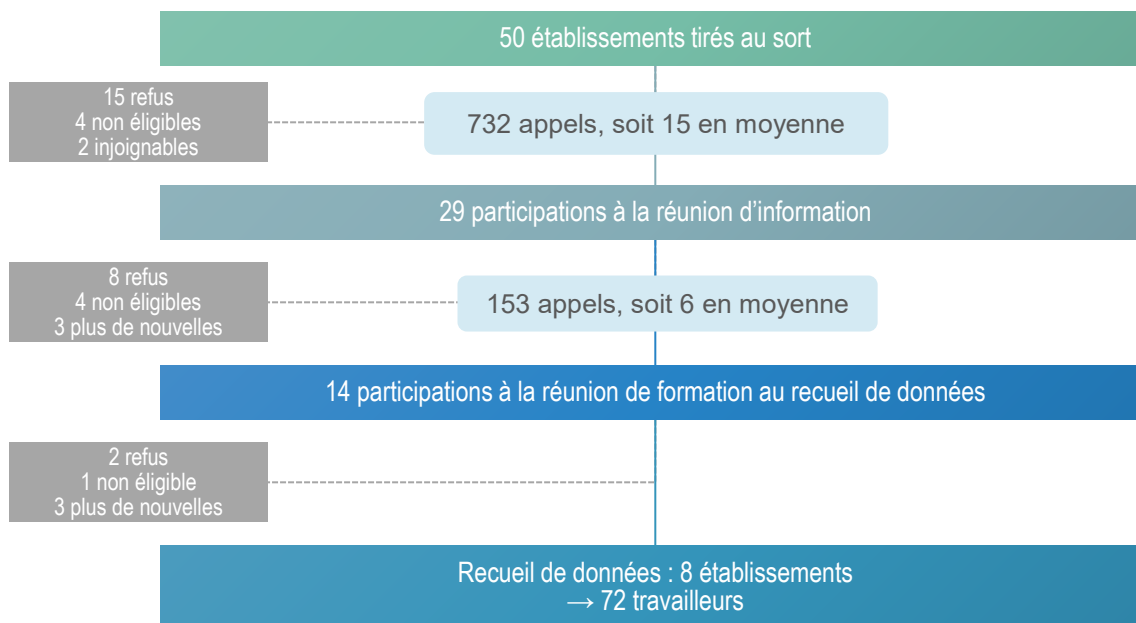 50 établissements tirés au sort
15 refus
4 non éligibles
2 injoignables
732 appels, soit 15 en moyenne
29 participations à la réunion d’information
8 refus
4 non éligibles
3 plus de nouvelles
153 appels, soit 6 en moyenne
14 participations à la réunion de formation au recueil de données
2 refus
1 non éligible
3 plus de nouvelles
Recueil de données : 8 établissements
→ 72 travailleurs